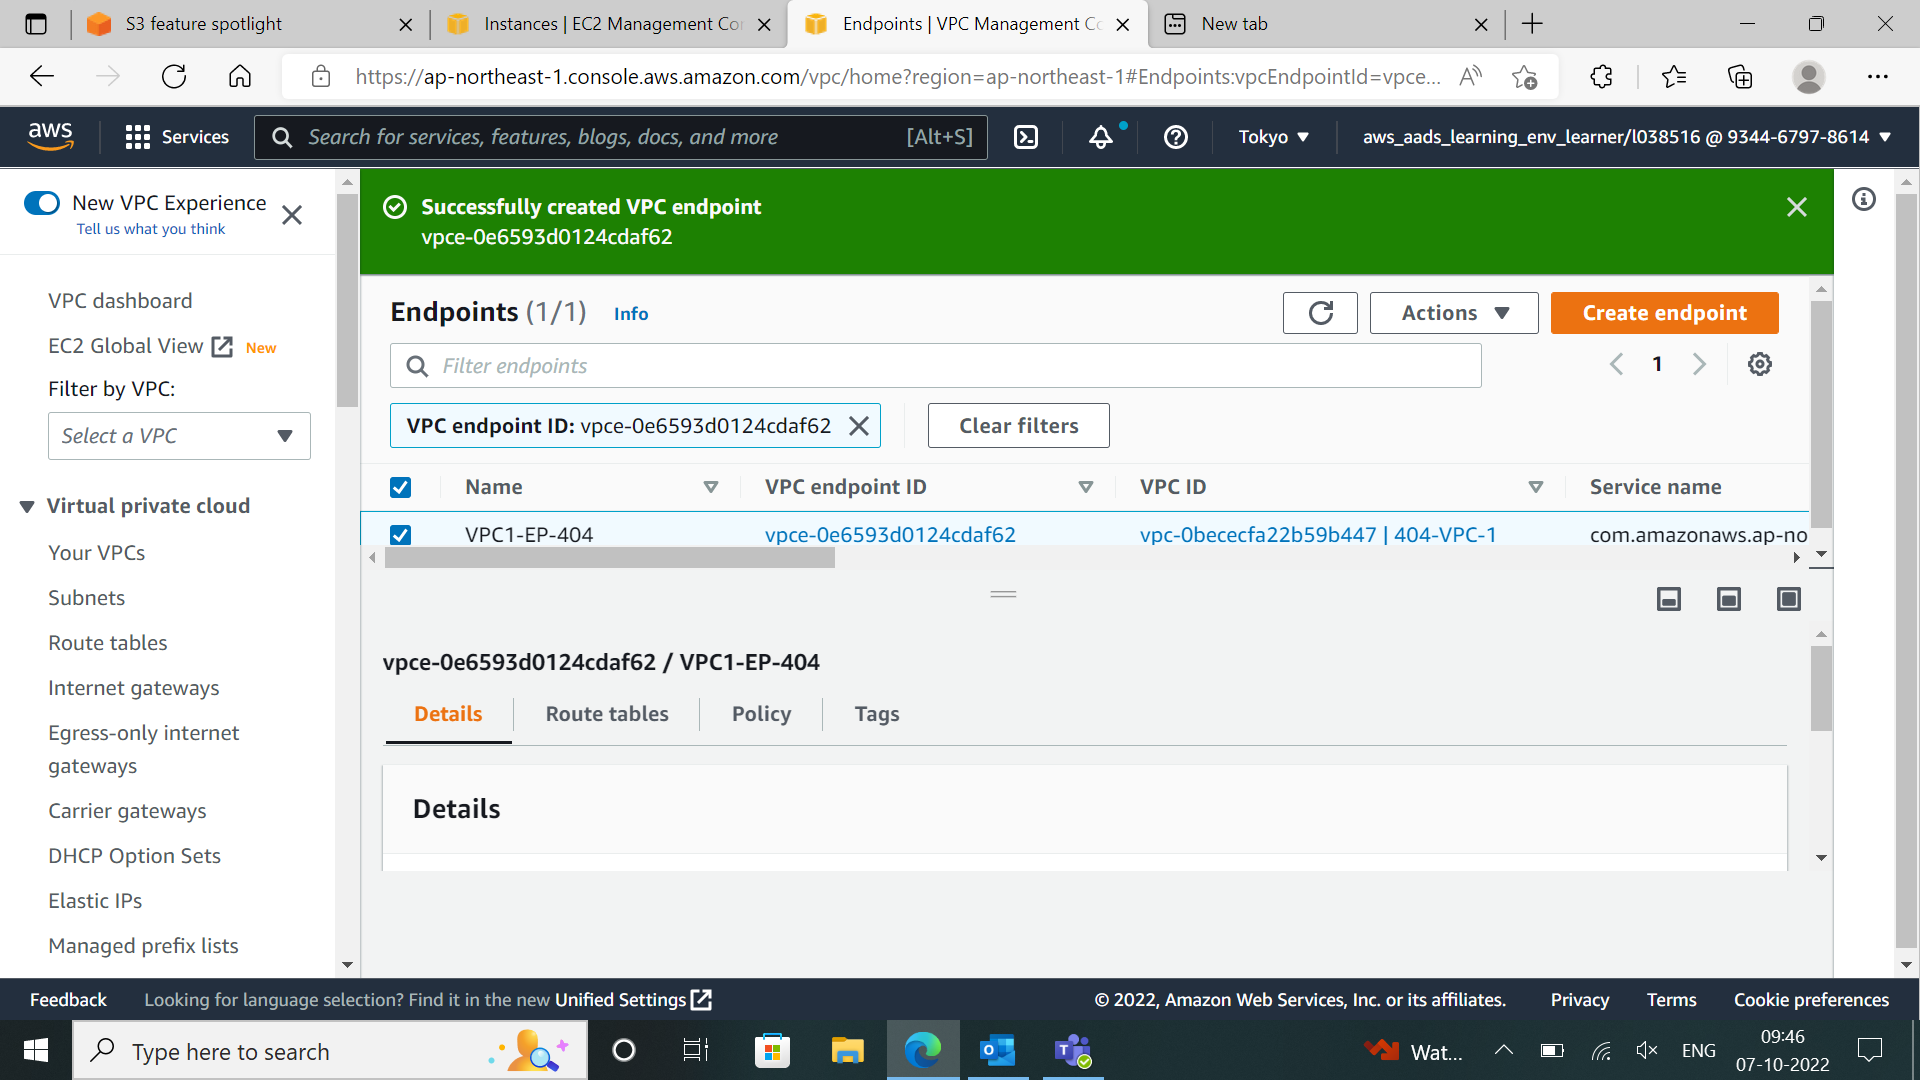 S3 feature spotlight
Instances | EC2 Management Co
Endpoints | VPC Management Co
New tab
https://ap-northeast-1.console.aws.amazon.com/vpc/home?region=ap-northeast-1#Endpoints:vpcEndpointId=vpce...
aws
Services
Search for services, features, blogs, docs, and more
[Alt+S]
Tokyo
aws_aads_learning_env_learner/l038516 @ 9344-6797-8614
New VPC Experience
Tell us what you think
VPC dashboard
EC2 Global View
New
Filter by VPC:
Select a VPC
Virtual private cloud
Your VPCs
Subnets
Route tables
Internet gateways
Egress-only internet
gateways
Carrier gateways
DHCP Option Sets
Elastic IPs
Managed prefix lists
Successfully created VPC endpoint
vpce-0e6593d0124cdaf62
Endpoints (1/1)
Info
Actions
Create endpoint
Filter endpoints
1
VPC endpoint ID: vpce-0e6593d0124cdaf62
Clear filters
Name
VPC endpoint ID
VPC ID
Service name
VPC1-EP-404
vpce-0e6593d0124cdaf62
vpc-0bececfa22b59b447 | 404-VPC-1
com.amazonaws.ap-no
vpce-0e6593d0124cdaf62 / VPC1-EP-404
Details
Route tables
Policy
Tags
Details
Feedback
Looking for language selection? Find it in the new Unified Settings
© 2022, Amazon Web Services, Inc. or its affiliates.
Privacy
Terms
Cookie preferences
Type here to search
Wat...
ENG
09:46
07-10-2022